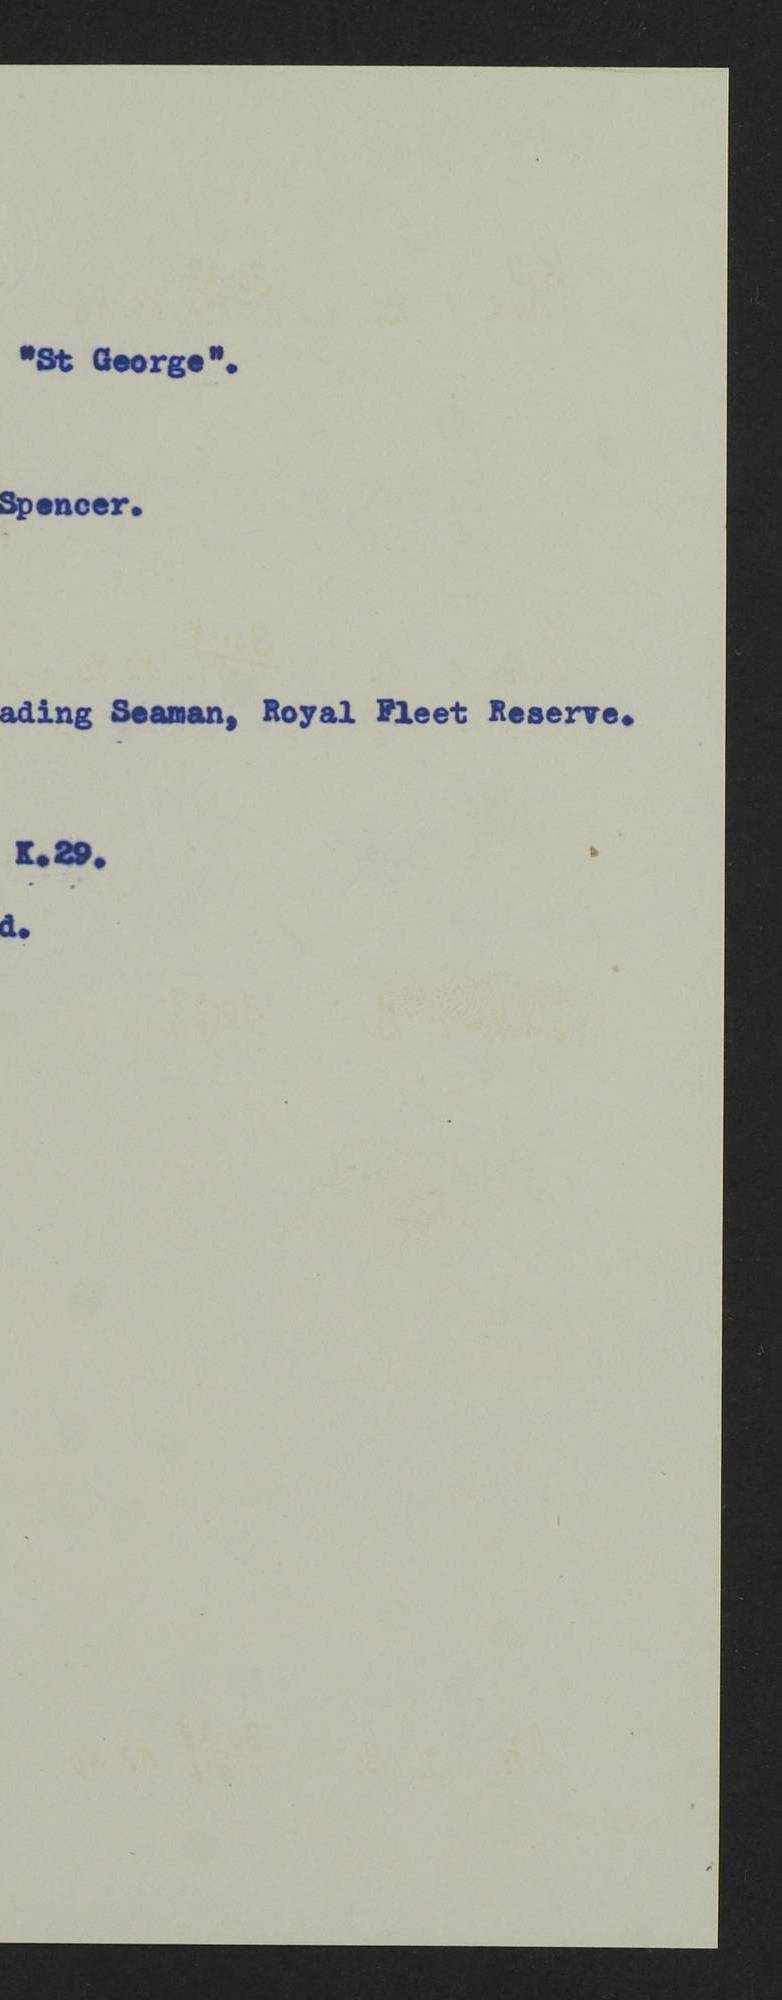 "St George".
Spencer.
ading Seaman, Royal Fleet Reserve.
K.29.
d.